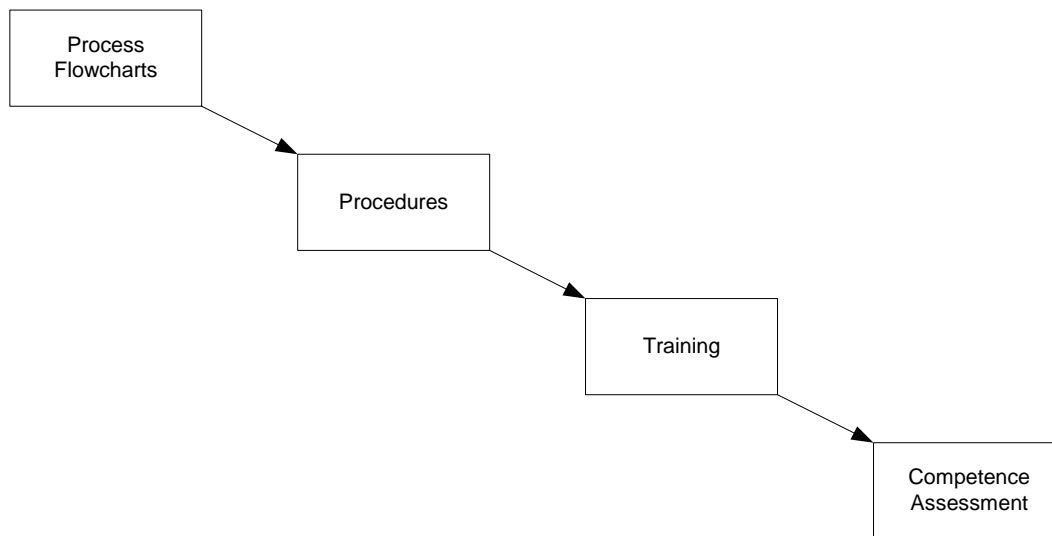 Process
Flowcharts
Procedures
Training
Competence
Assessment